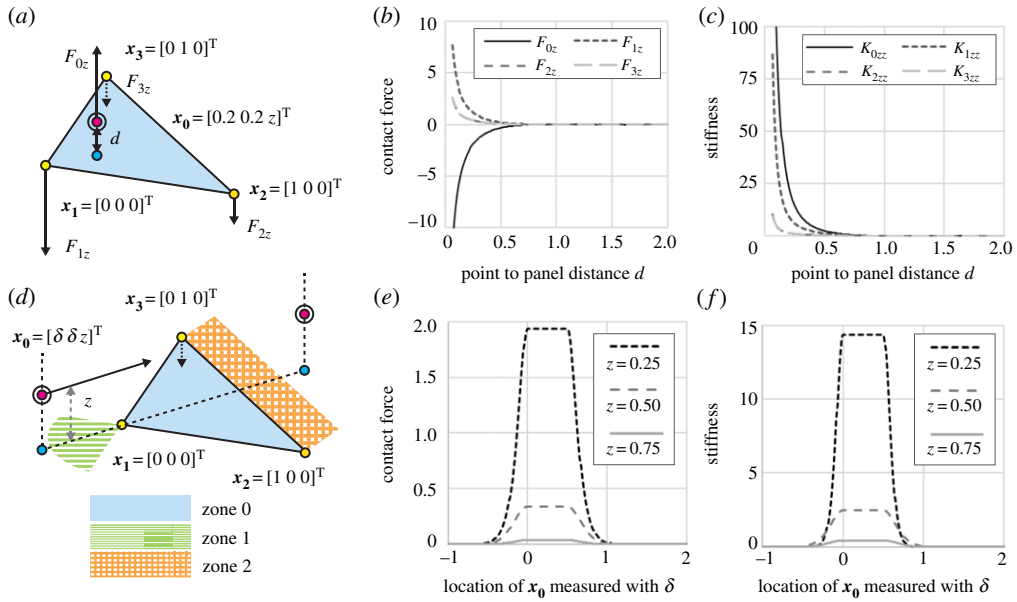 (a)
F0z
x3 = [0 1 0]T
F3z
x0 = [0.2 0.2 z]T
d
x1 = [0 0 0]T
x2 = [1 0 0]T
F1z
F2z
(b)
contact force
10
5
0
−5
−10
F0z
F1z
F2z
F3z
0
0.5
1.0
1.5
2.0
point to panel distance d
(c)
stiffness
100
75
50
25
0
K0zz
K1zz
K2zz
K3zz
0
0.5
1.0
1.5
2.0
point to panel distance d
(d)
x3 = [0 1 0]T
x0 = [δ δ z]T
z
x1 = [0 0 0]T
x2 = [1 0 0]T
zone 0
zone 1
zone 2
(e)
contact force
2.0
1.5
1.0
0.5
0
z = 0.25
z = 0.50
z = 0.75
−1
0
1
2
location of x0 measured with δ
(f)
stiffness
15
10
5
0
z = 0.25
z = 0.50
z = 0.75
−1
0
1
2
location of x0 measured with δ